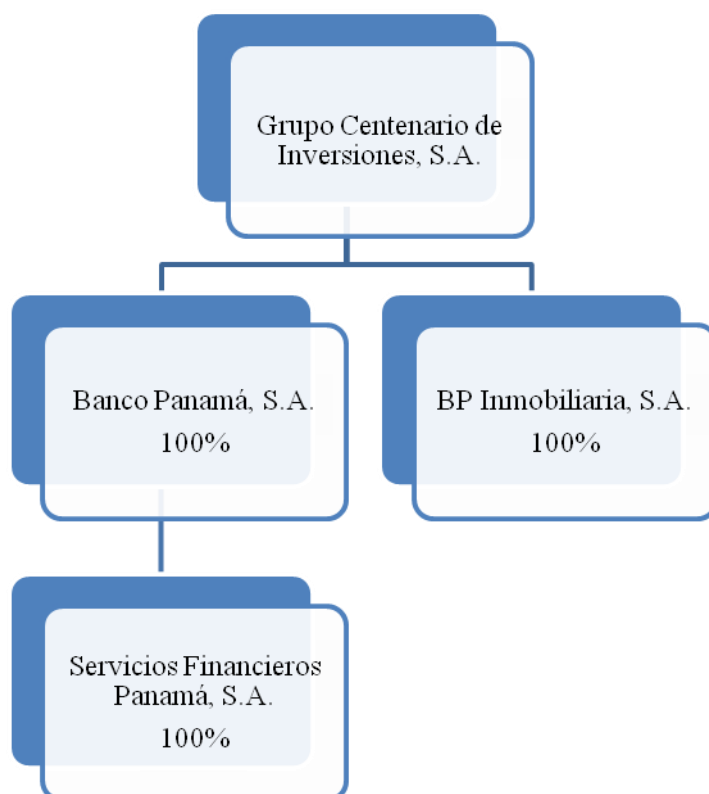 Grupo Centenario de
Inversiones, S.A.
Banco Panamá, S.A.
100%
BP Inmobiliaria, S.A.
100%
Servicios Financieros
Panamá, S.A.
100%